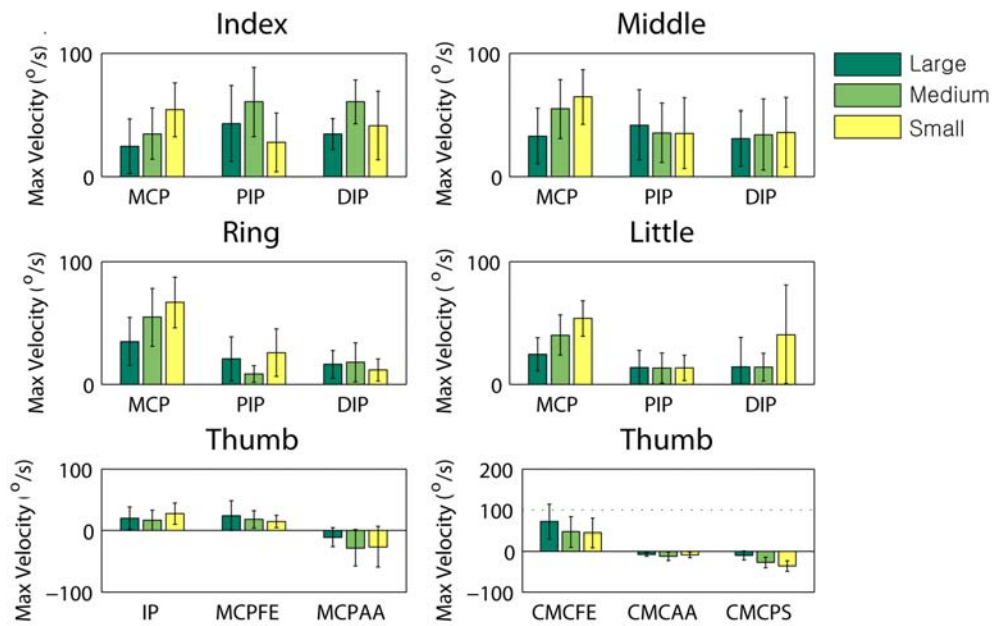 Index
Max Velocity (°/s)
100
0
MCP PIP DIP
Middle
Max Velocity (°/s)
100
0
MCP PIP DIP
Large
Medium
Small
Ring
Max Velocity (°/s)
100
0
MCP PIP DIP
Little
Max Velocity (°/s)
100
0
MCP PIP DIP
Thumb
Max Velocity (°/s)
100
0
−100
IP MCPFE MCPAA
Thumb
Max Velocity (°/s)
200
100
0
−100
CMCFE CMCAA CMCPS